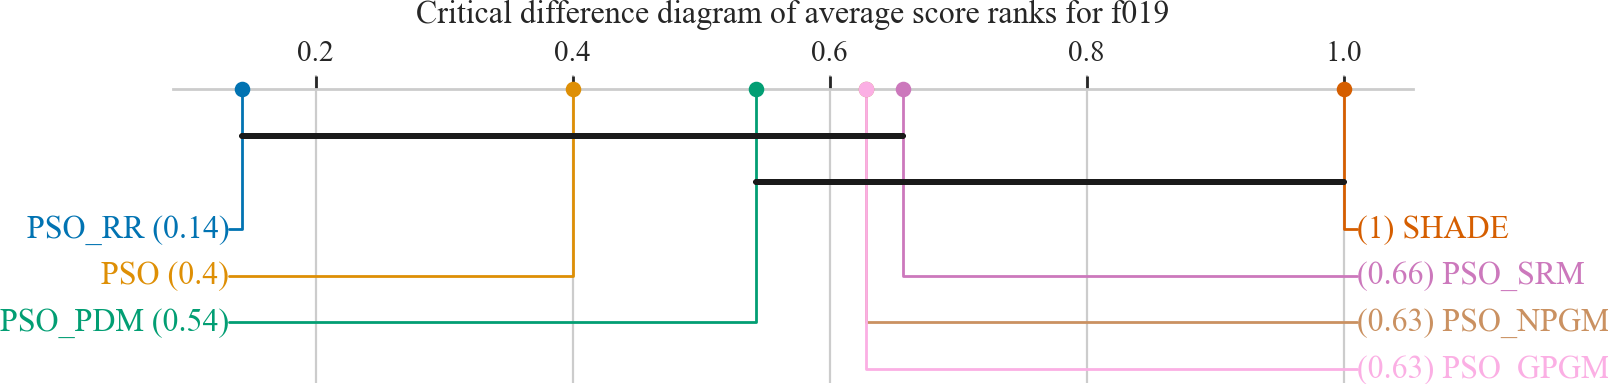 Critical difference diagram of average score ranks for f019
0.2 0.4 0.6 0.8 1.0
PSO_RR (0.14) (1) SHADE
PSO (0.4) (0.66) PSO_SRM
PSO_PDM (0.54) (0.63) PSO_NPGM
(0.63) PSO_GPGM